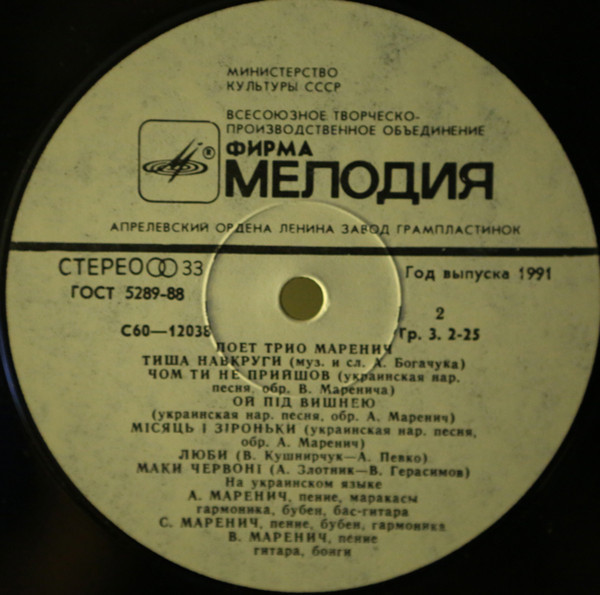 МИНИСТЕРСТВО
КУЛЬТУРЫ СССР
ВСЕСОЮЗНОЕ ТВОРЧЕСКО-
ПРОИЗВОДСТВЕННОЕ ОБЪЕДИНЕНИЕ
ФИРМА
®
МЕЛОДИЯ
АПРЕЛЕВСКИЙ ОРДЕНА ЛЕНИНА ЗАВОД ГРАМПЛАСТИНОК
СТЕРЕО 33
Год выпуска 1991
ГОСТ 5289-88
2
С60—12038
Гр. 3. 2-25
ПОЕТ ТРИО МАРЕНИЧ
ТИША НАВКРУГИ (муз. и сл. А. Богачука)
ЧОМ ТИ НЕ ПРИЙШОВ (украинская нар.
песня, обр. В. Маренича)
ОЙ ПІД ВИШНЕЮ
(украинская нар. песня, обр. А. Маренич)
МІСЯЦЬ І ЗІРОНЬКИ (украинская нар. песня,
обр. А. Маренич)
ЛЮБИ (В. Кушнирчук—А. Певко)
МАКИ ЧЕРВОНІ (А. Злотник—В. Герасимов)
На украинском языке
А. МАРЕНИЧ, пение, маракасы
гармоника, бубен, бас-гитара
С. МАРЕНИЧ, пение, бубен, гармоника
В. МАРЕНИЧ, пение
гитара, бонги